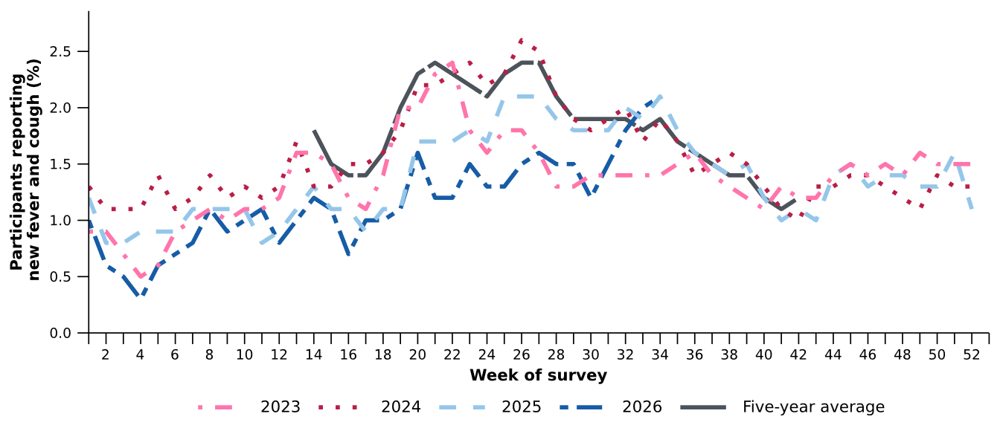 Participants reporting
new fever and cough (%)
2.5
2.0
1.5
1.0
0.5
0.0
2 4 6 8 10 12 14 16 18 20 22 24 26 28 30 32 34 36 38 40 42 44 46 48 50 52
Week of survey
2023 2024 2025 2026 Five-year average